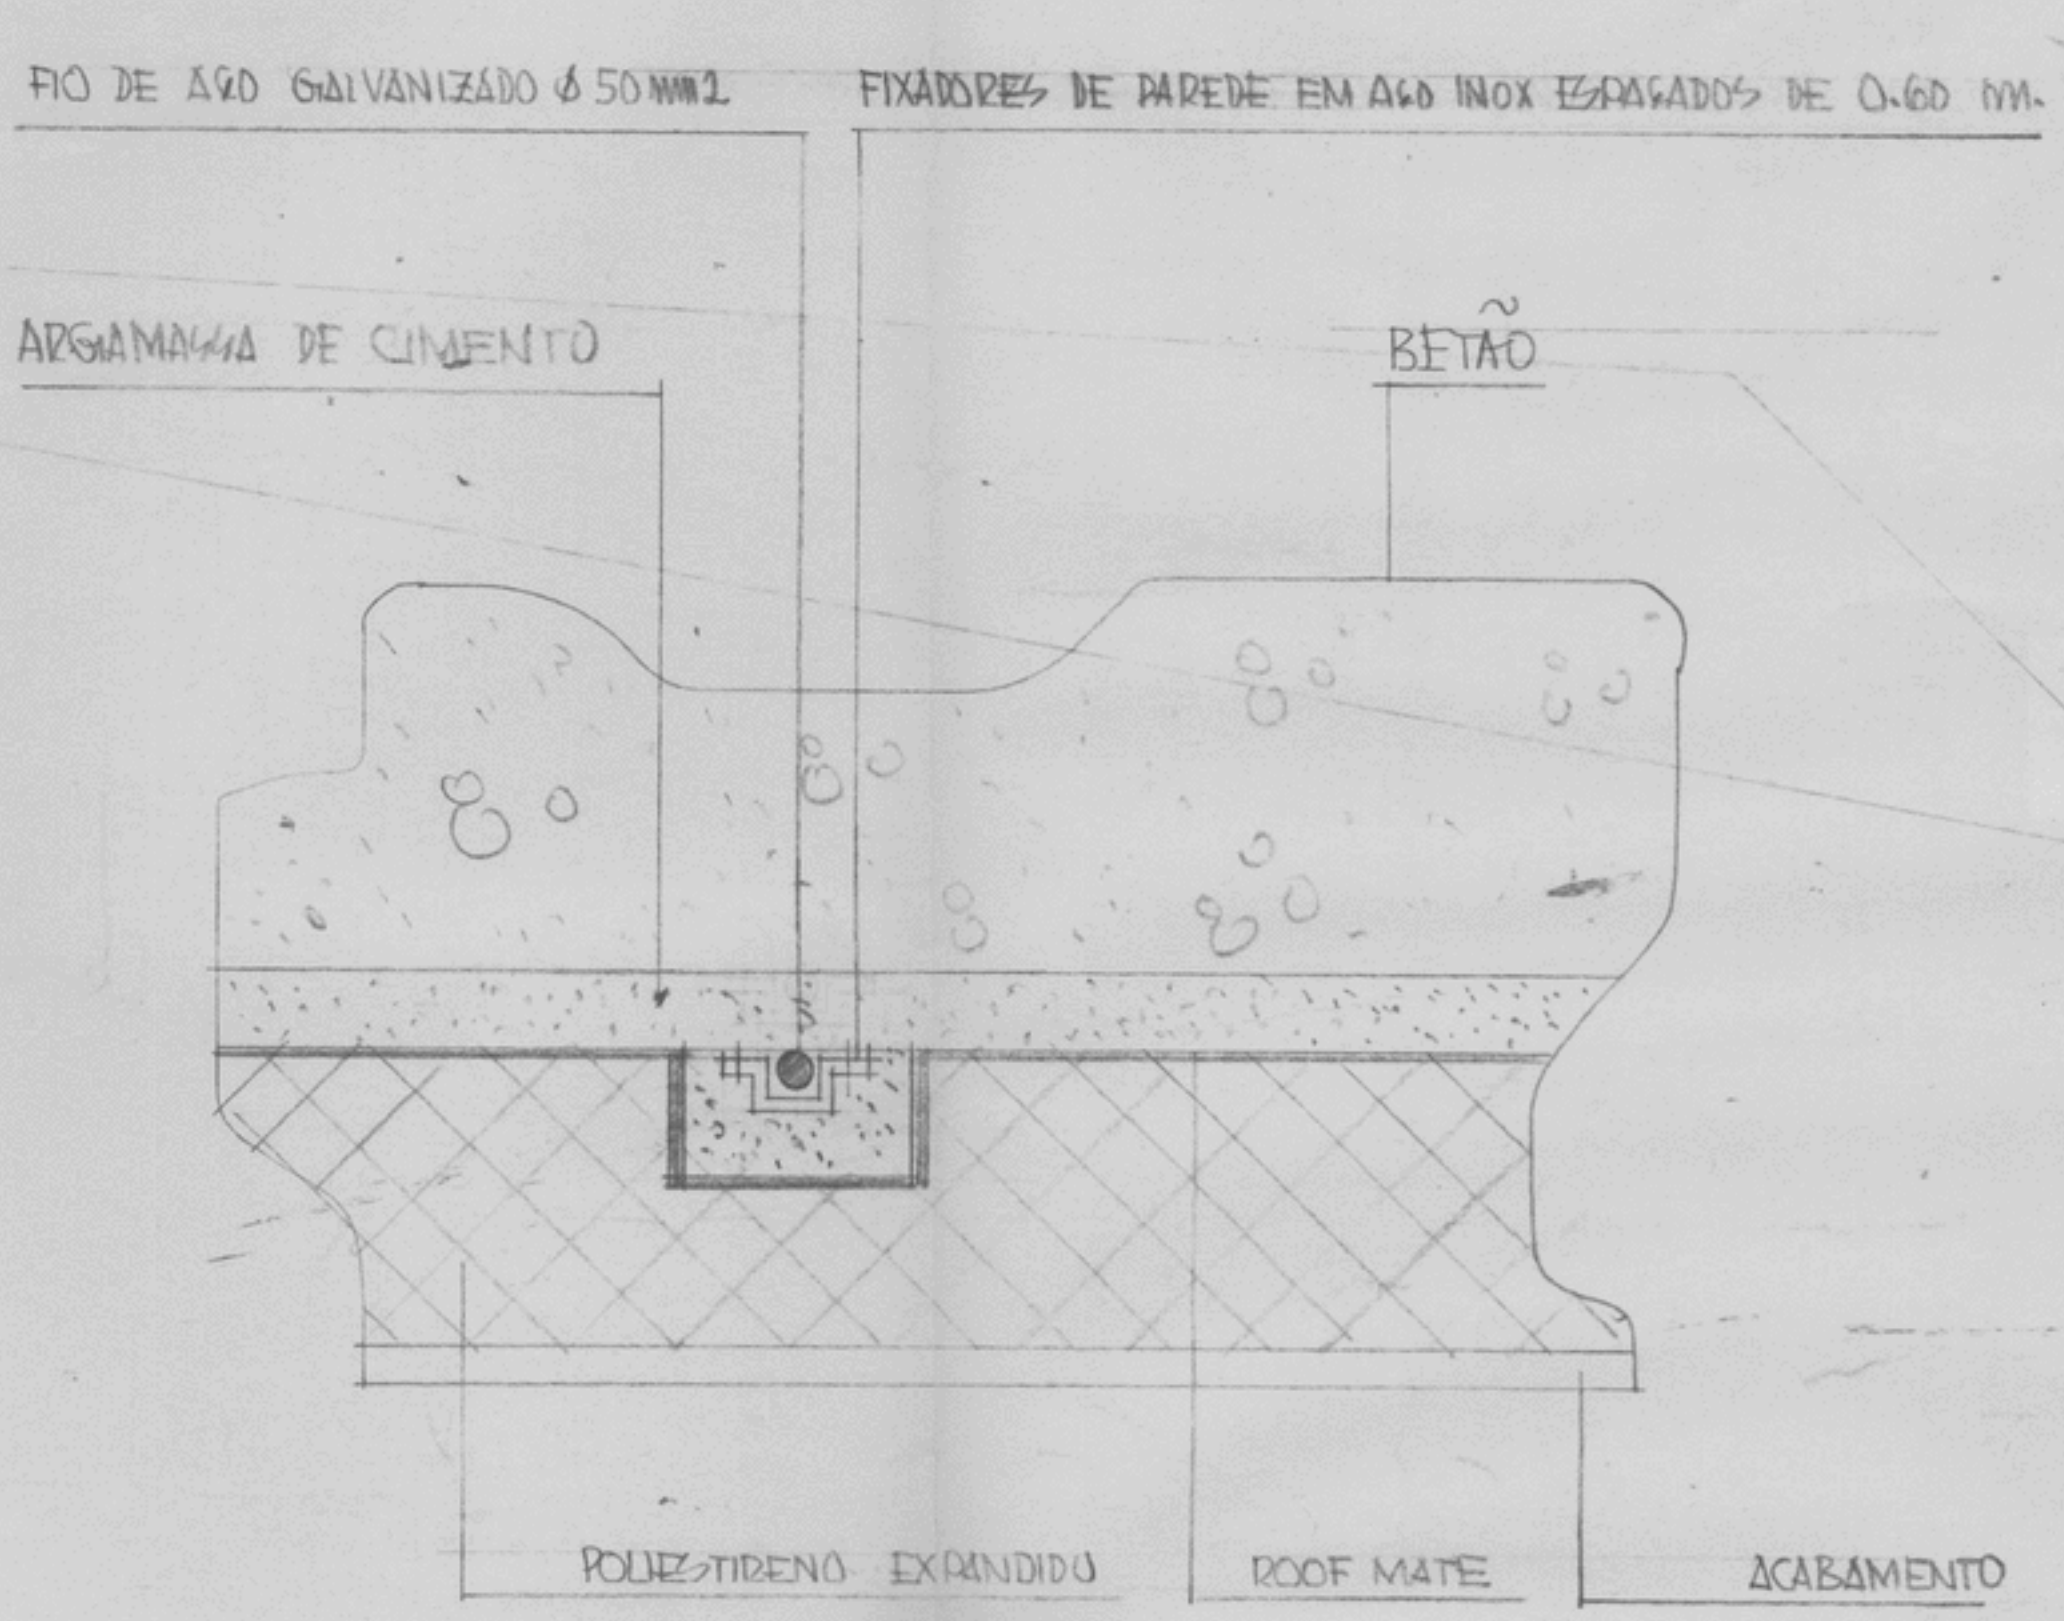 FIO DE AÇO GALVANIZADO Ø 50 mm2
FIXADORES DE PAREDE EM AÇO INOX ESPAÇADOS DE 0.60 m.
ARGAMASSA DE CIMENTO
BETÃO
POLIESTIRENO EXPANDIDO
ROOF MATE
ACABAMENTO